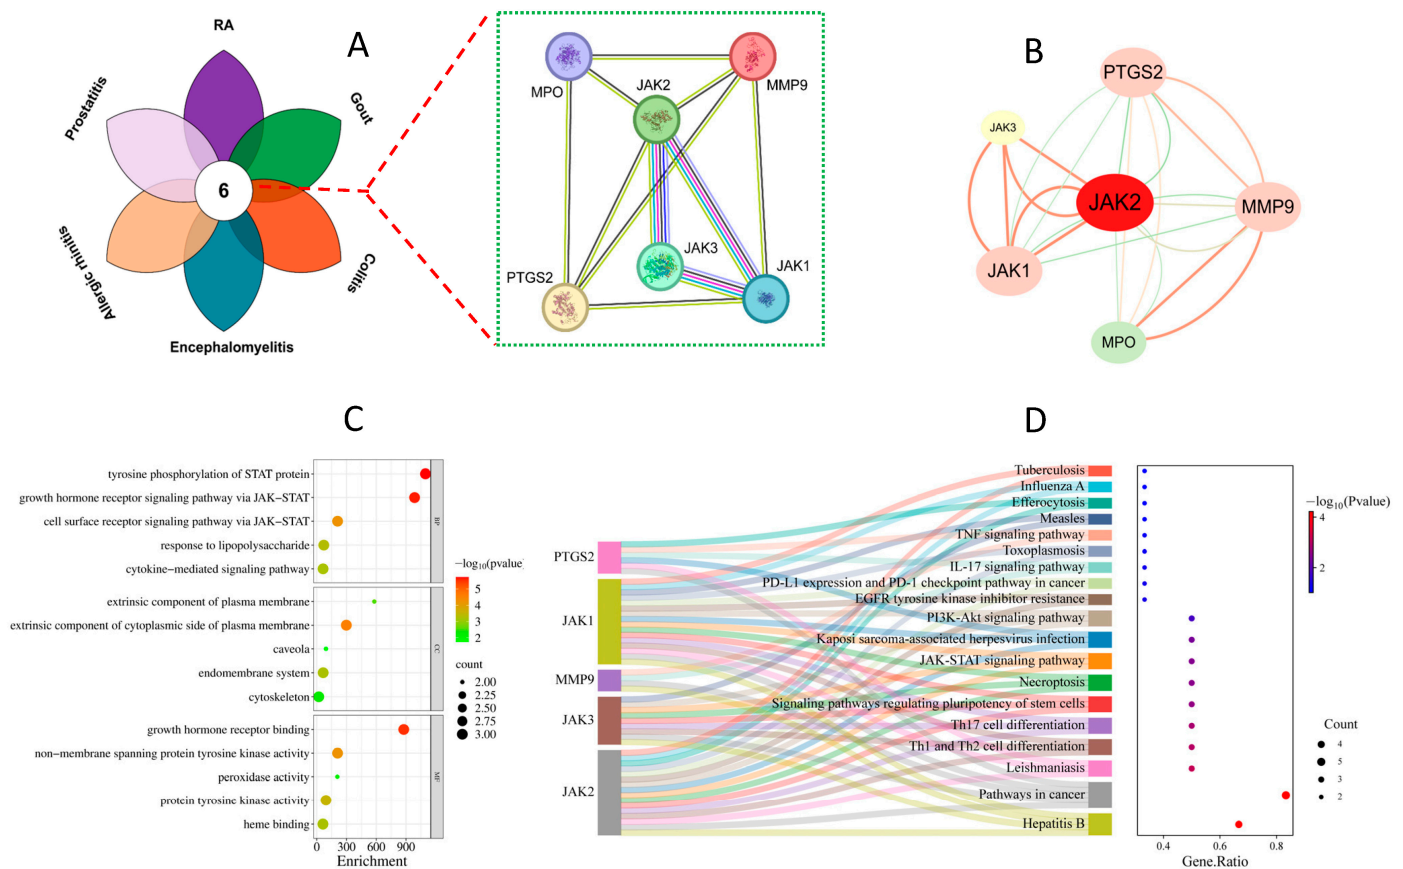 A
RA
Prostatitis
Gout
6
Allergic rhinitis
Colitis
Encephalomyelitis
MPO
JAK2
MMP9
PTGS2
JAK3
JAK1
B
PTGS2
JAK3
JAK2
MMP9
JAK1
MPO
C
tyrosine phosphorylation of STAT protein
growth hormone receptor signaling pathway via JAK−STAT
cell surface receptor signaling pathway via JAK−STAT
response to lipopolysaccharide
cytokine−mediated signaling pathway
BP
extrinsic component of plasma membrane
extrinsic component of cytoplasmic side of plasma membrane
caveola
endomembrane system
cytoskeleton
CC
growth hormone receptor binding
non−membrane spanning protein tyrosine kinase activity
peroxidase activity
protein tyrosine kinase activity
heme binding
MF
0 300 600 900
Enrichment
−log10(pvalue)
5
4
3
2
count
2.00
2.25
2.50
2.75
3.00
D
PTGS2
JAK1
MMP9
JAK3
JAK2
Tuberculosis
Influenza A
Efferocytosis
Measles
TNF signaling pathway
Toxoplasmosis
IL-17 signaling pathway
PD-L1 expression and PD-1 checkpoint pathway in cancer
EGFR tyrosine kinase inhibitor resistance
PI3K-Akt signaling pathway
Kaposi sarcoma-associated herpesvirus infection
JAK-STAT signaling pathway
Necroptosis
Signaling pathways regulating pluripotency of stem cells
Th17 cell differentiation
Th1 and Th2 cell differentiation
Leishmaniasis
Pathways in cancer
Hepatitis B
0.4 0.6 0.8
Gene.Ratio
−log10(Pvalue)
4
2
Count
4
5
3
2